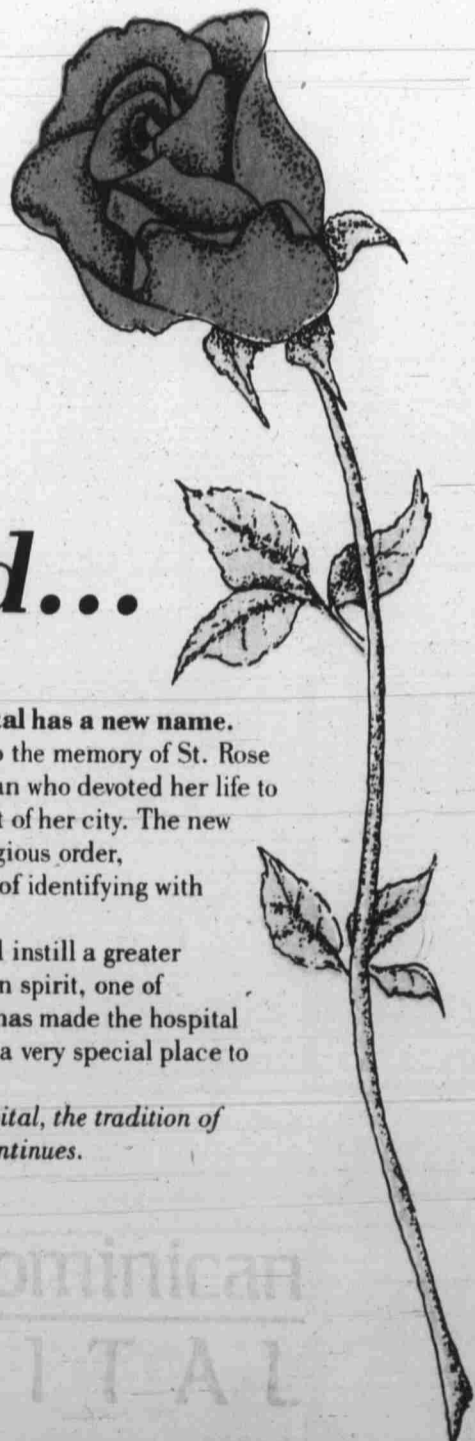 d...
tal has a new name.
o the memory of St. Rose
an who devoted her life to
t of her city. The new
gious order,
of identifying with
l instill a greater
n spirit, one of
has made the hospital
a very special place to
ital, the tradition of
ntinues.
ominican
I T A L